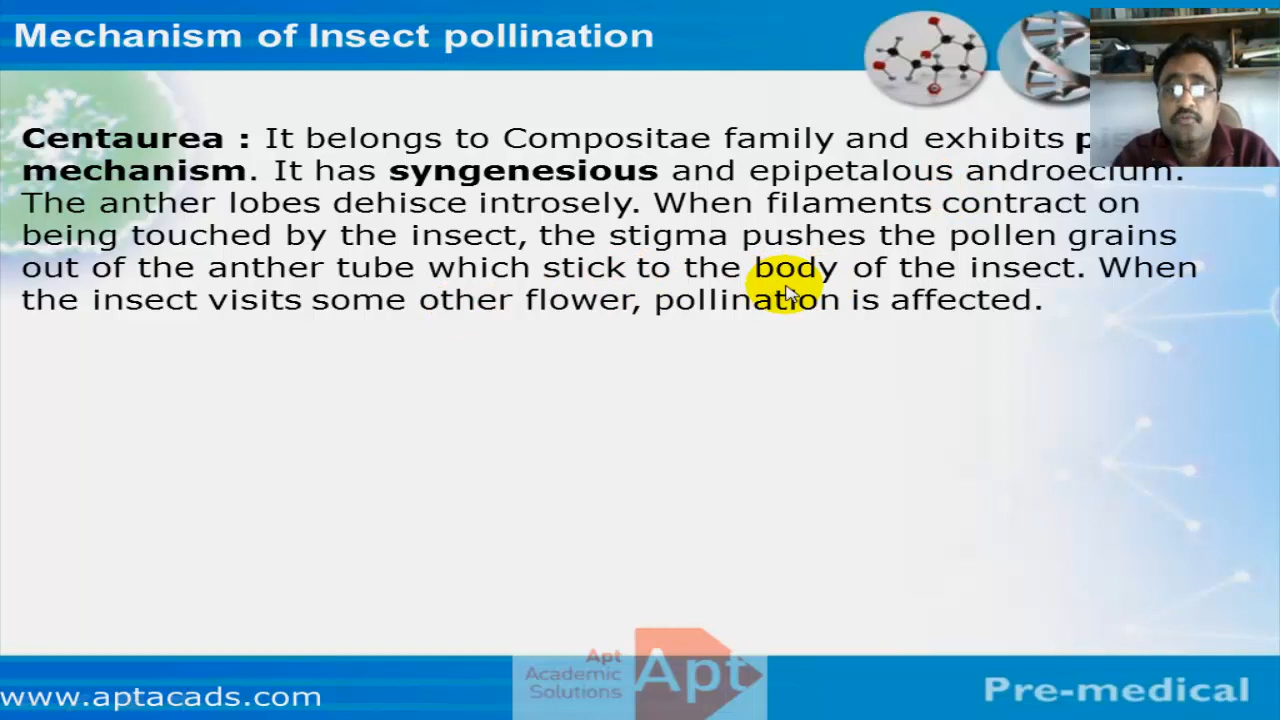 Mechanism of Insect pollination
Centaurea : It belongs to Compositae family and exhibits
mechanism. It has syngenesious and epipetalous androecium.
The anther lobes dehisce introsely. When filaments contract on
being touched by the insect, the stigma pushes the pollen grains
out of the anther tube which stick to the body of the insect. When
the insect visits some other flower, pollination is affected.
Apt
Academic
Solutions
Apt
www.aptacads.com
Pre-medical